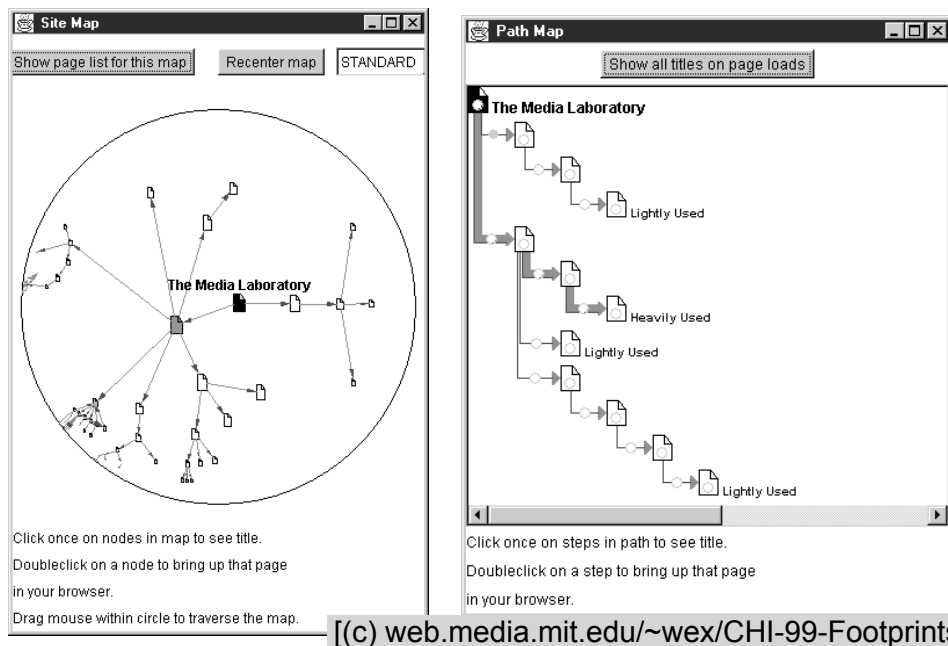 Site Map
Show page list for this map
Recenter map
STANDARD
The Media Laboratory
Click once on nodes in map to see title.
Doubleclick on a node to bring up that page
in your browser.
Drag mouse within circle to traverse the map.
Path Map
Show all titles on page loads
The Media Laboratory
Lightly Used
Heavily Used
Lightly Used
Lightly Used
Click once on steps in path to see title.
Doubleclick on a step to bring up that page
in your browser.
[(c) web.media.mit.edu/~wex/CHI-99-Footprints